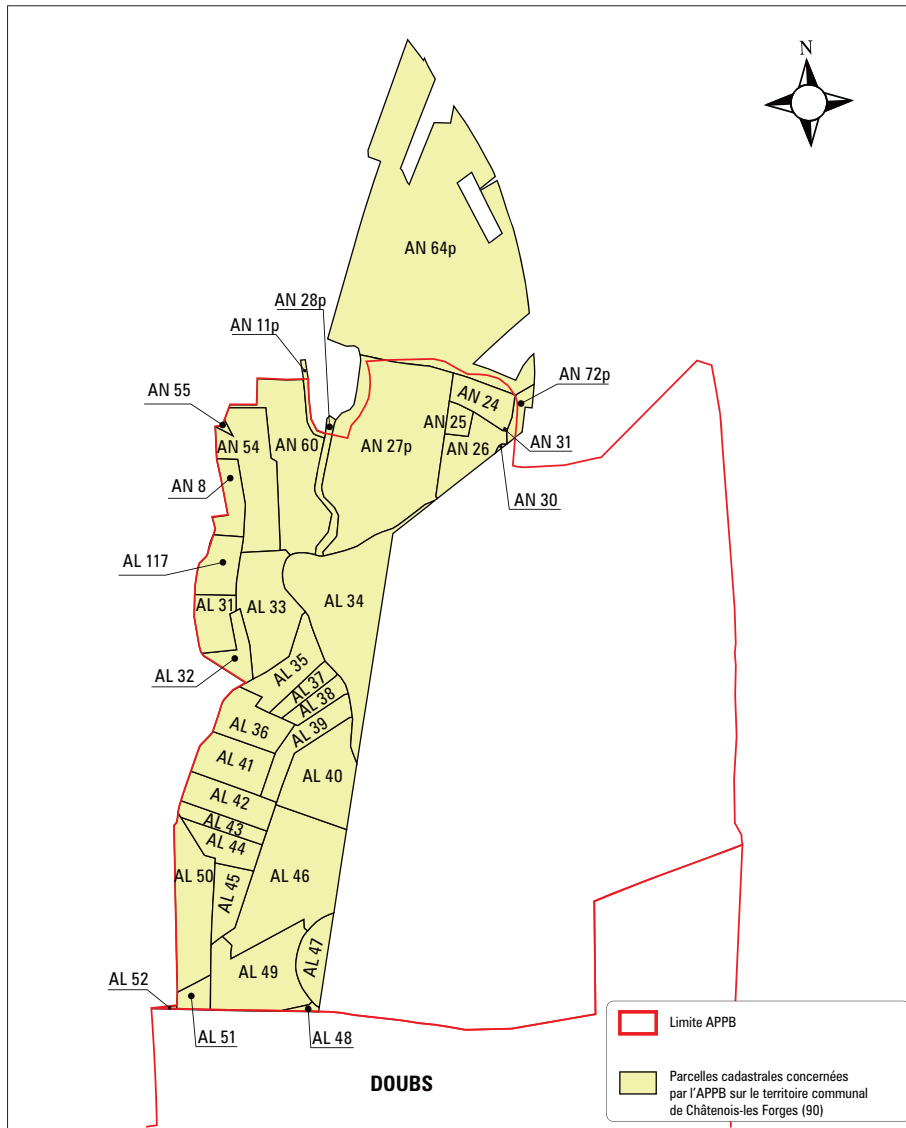 N
AN 64p
AN 28p
AN 11p
AN 72p
AN 55
AN 24
AN 25
AN 54
AN 60
AN 27p
AN 26
AN 31
AN 8
AN 30
AL 117
AL 31
AL 33
AL 34
AL 32
AL 35
AL 37
AL 38
AL 36
AL 39
AL 41
AL 40
AL 42
AL 43
AL 44
AL 50
AL 45
AL 46
AL 47
AL 49
AL 52
AL 51
AL 48
DOUBS
Limite APPB
Parcelles cadastrales concernées
par l'APPB sur le territoire communal
de Châtenois-les Forges (90)